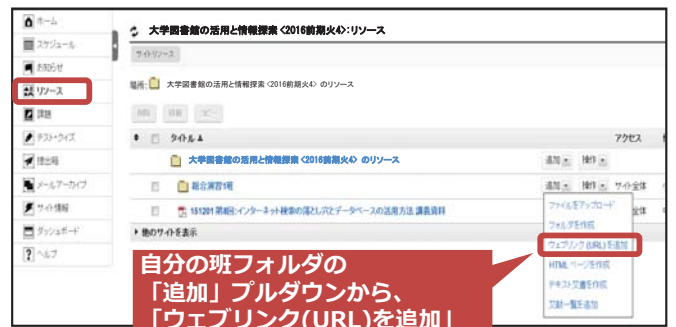 ホーム
大学図書館の活用と情報探索 <2016前期火4>:リソース
スケジュール
サイトリソース
お知らせ
リソース
場所: 大学図書館の活用と情報探索 <2016前期火4> のリソース
課題
削除 移動 コピー
テスト・クイズ
タイトル▲ アクセス
提出箱
大学図書館の活用と情報探索 <2016前期火4> のリソース 追加 操作
メールアーカイブ
総合演習1班 追加 操作 サイト全体
サイト情報
151201 第8回:インターネット検索の落とし穴とデータベースの活用方法 講義資料
ファイルをアップロード
ダッシュボード
フォルダを作成
他のサイトを表示
ウェブリンク(URL)を追加
ヘルプ
HTML ページを作成
テキスト文書を作成
文献一覧を追加
自分の班フォルダの
「追加」プルダウンから、
「ウェブリンク(URL)を追加」